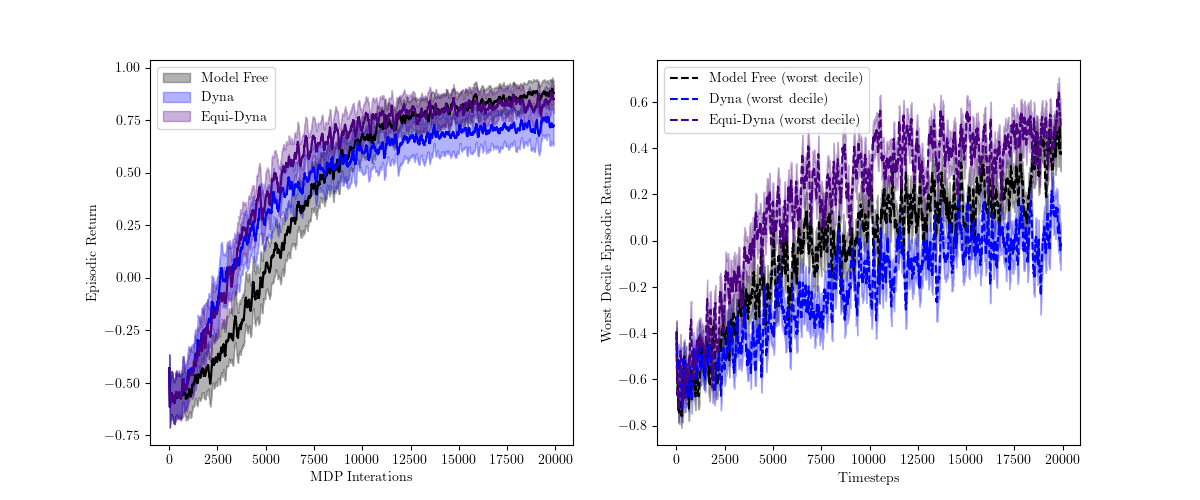 Model Free
Dyna
Equi-Dyna
1.00
0.75
0.50
0.25
0.00
−0.25
−0.50
−0.75
Episodic Return
0 2500 5000 7500 10000 12500 15000 17500 20000
MDP Interations
Model Free (worst decile)
Dyna (worst decile)
Equi-Dyna (worst decile)
0.6
0.4
0.2
0.0
−0.2
−0.4
−0.6
−0.8
Worst Decile Episodic Return
0 2500 5000 7500 10000 12500 15000 17500 20000
Timesteps